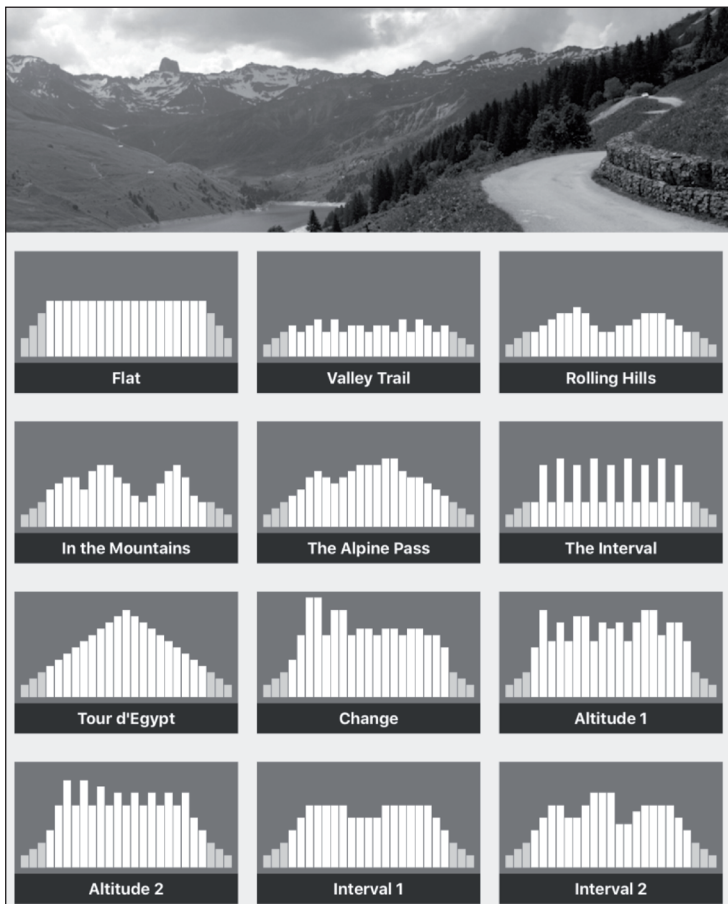 Flat
Valley Trail
Rolling Hills
In the Mountains
The Alpine Pass
The Interval
Tour d'Egypt
Change
Altitude 1
Altitude 2
Interval 1
Interval 2